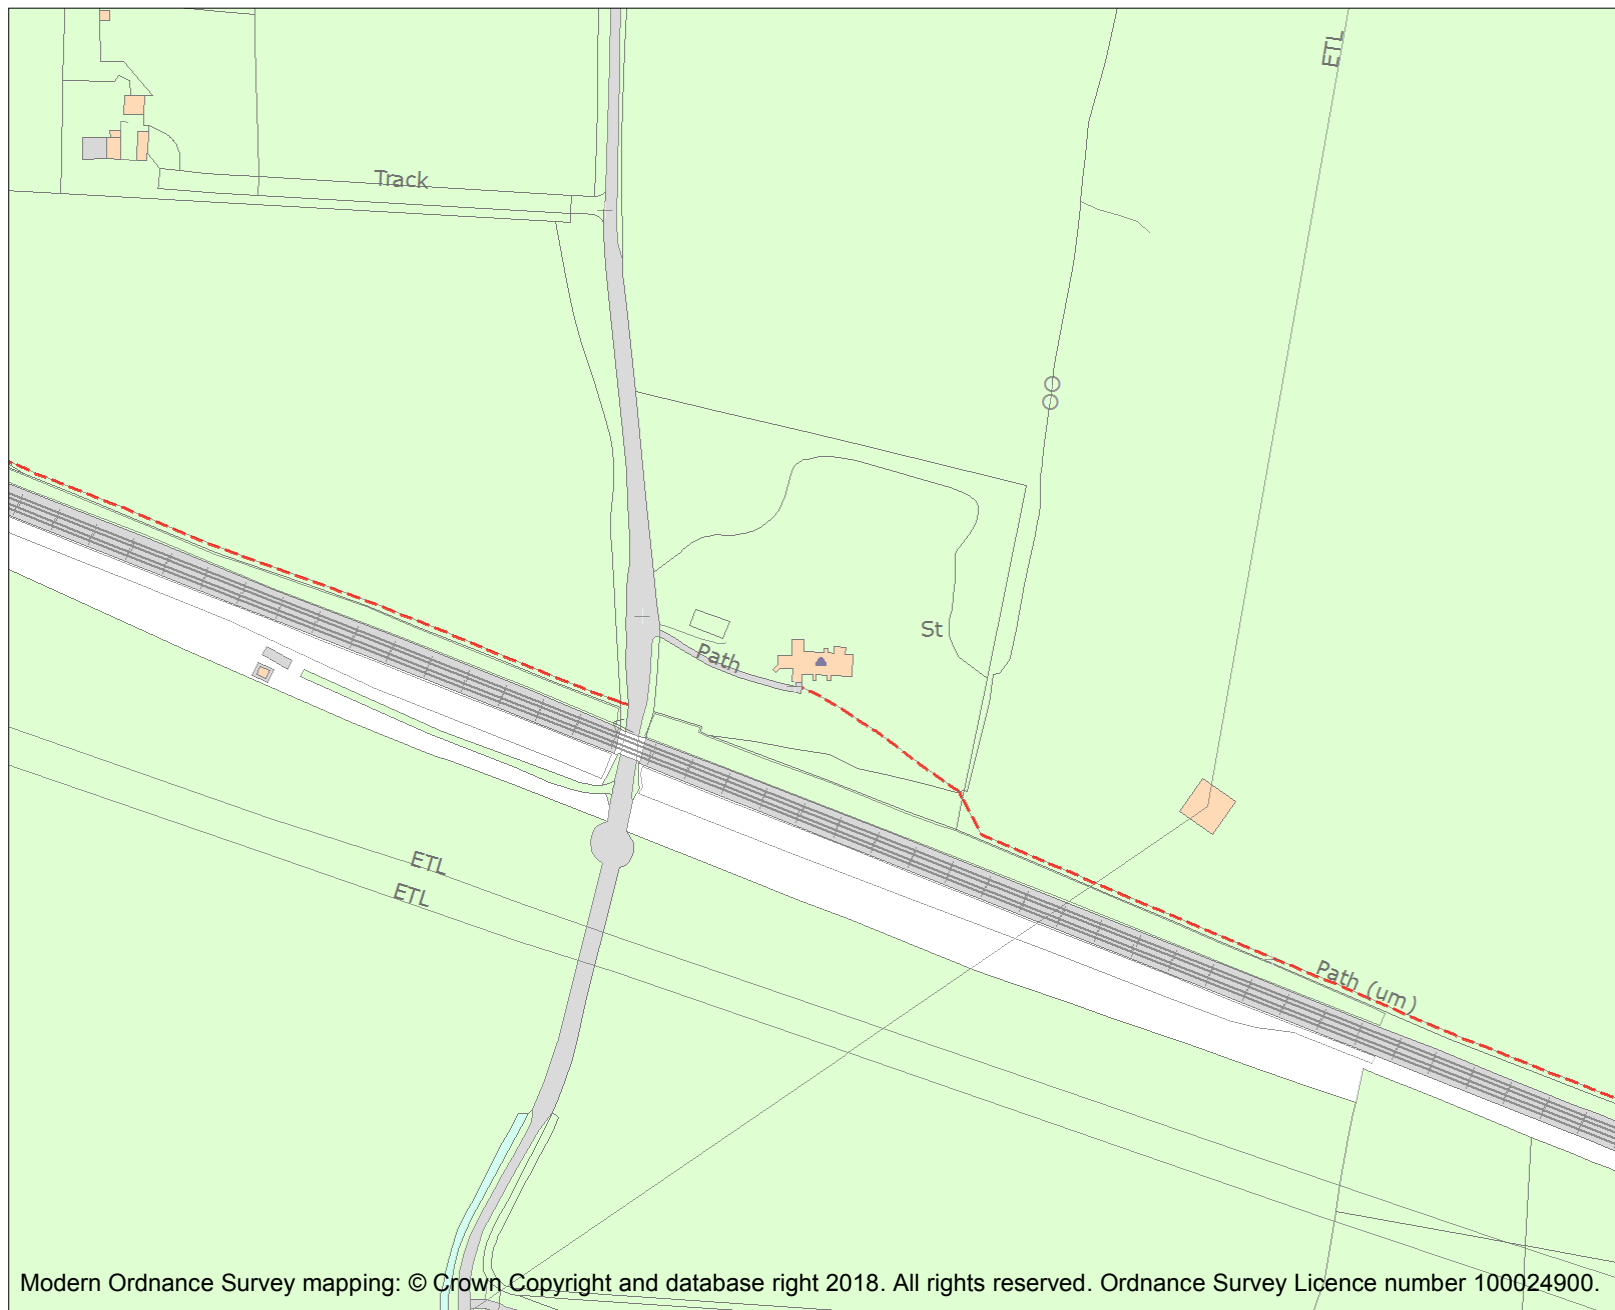 ETL
Track
St
Path
ETL
ETL
Path (um)
Modern Ordnance Survey mapping: © Crown Copyright and database right 2018. All rights reserved. Ordnance Survey Licence number 100024900.